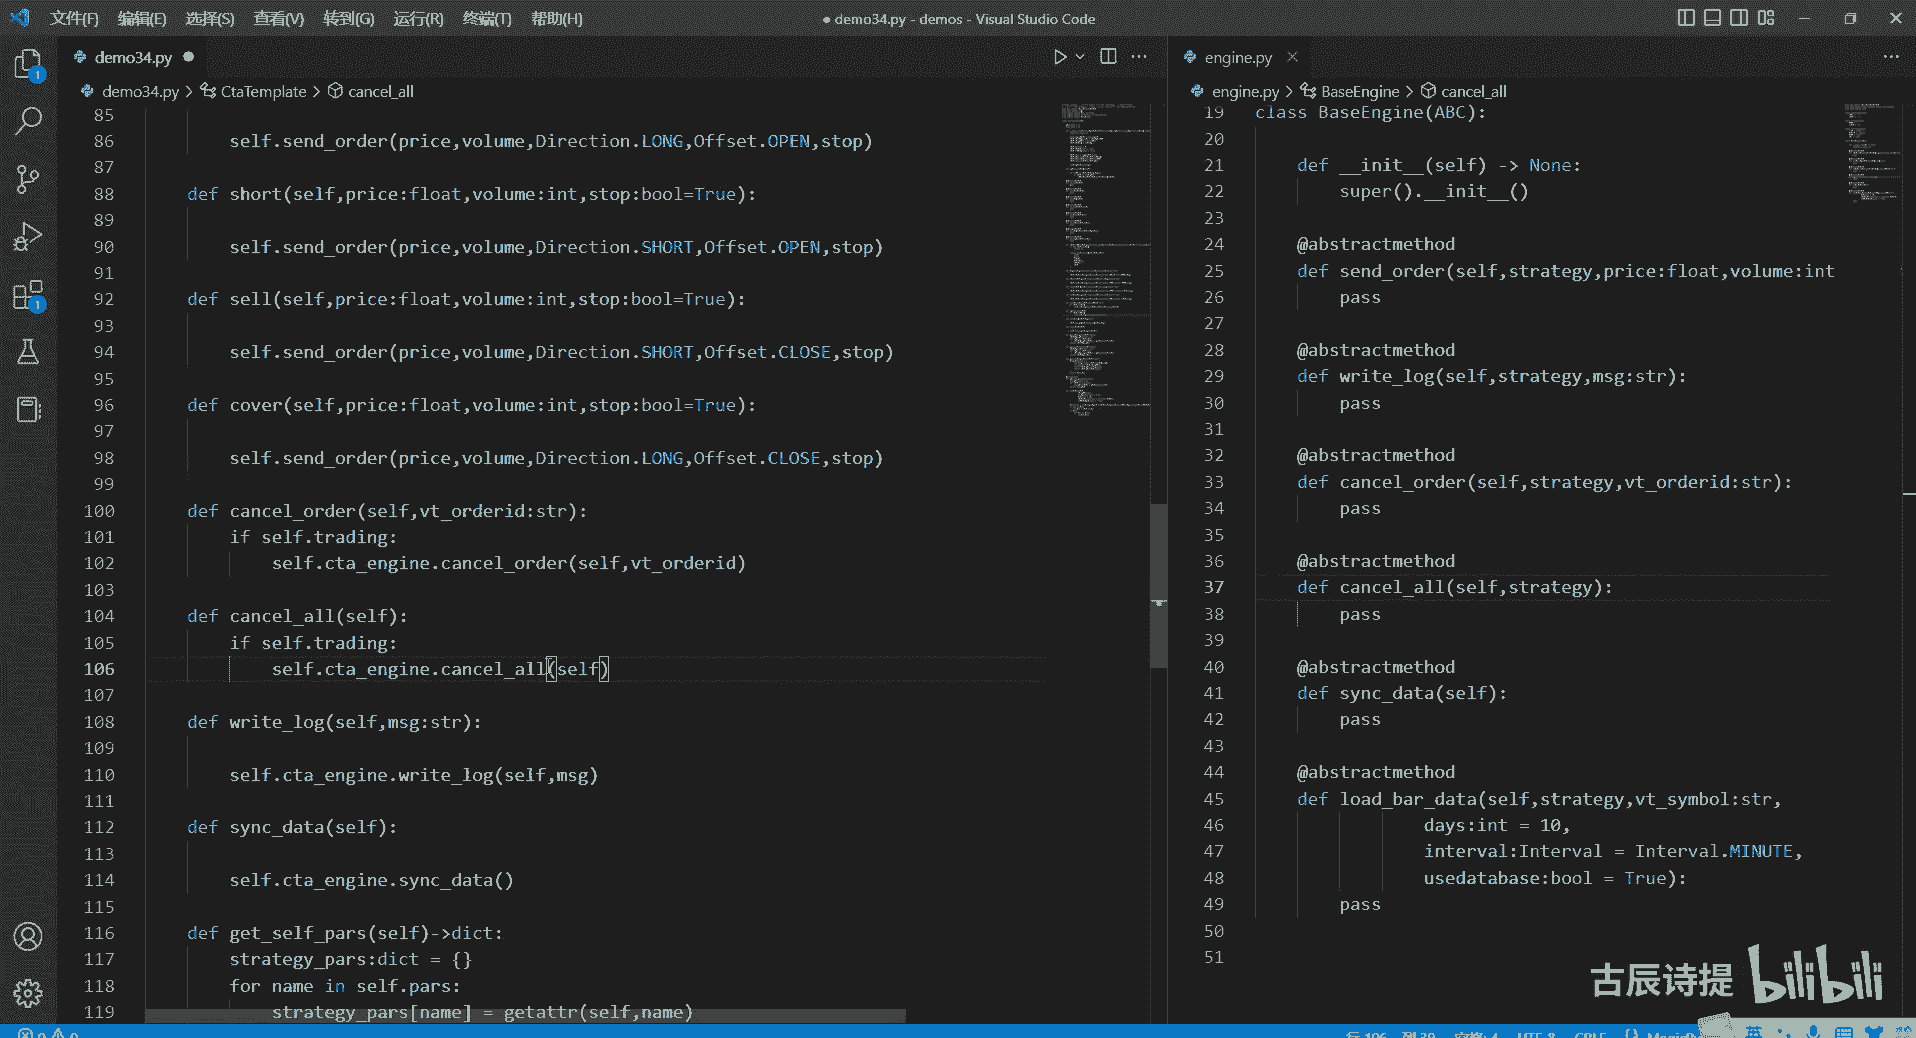 文件(F) 编辑(E) 选择(S) 查看(V) 转到(G) 运行(R) 终端(T) 帮助(H) ● demo34.py - demos - Visual Studio Code
demo34.py
demo34.py > CtaTemplate > cancel_all
85
86 self.send_order(price,volume,Direction.LONG,Offset.OPEN,stop)
87
88 def short(self,price:float,volume:int,stop:bool=True):
89
90 self.send_order(price,volume,Direction.SHORT,Offset.OPEN,stop)
91
92 def sell(self,price:float,volume:int,stop:bool=True):
93
94 self.send_order(price,volume,Direction.SHORT,Offset.CLOSE,stop)
95
96 def cover(self,price:float,volume:int,stop:bool=True):
97
98 self.send_order(price,volume,Direction.LONG,Offset.CLOSE,stop)
99
100 def cancel_order(self,vt_orderid:str):
101 if self.trading:
102 self.cta_engine.cancel_order(self,vt_orderid)
103
104 def cancel_all(self):
105 if self.trading:
106 self.cta_engine.cancel_all(self)
107
108 def write_log(self,msg:str):
109
110 self.cta_engine.write_log(self,msg)
111
112 def sync_data(self):
113
114 self.cta_engine.sync_data()
115
116 def get_self_pars(self)->dict:
117 strategy_pars:dict = {}
118 for name in self.pars:
119 strategy_pars[name] = getattr(self,name)
engine.py
engine.py > BaseEngine > cancel_all
19 class BaseEngine(ABC):
20
21 def __init__(self) -> None:
22 super().__init__()
23
24 @abstractmethod
25 def send_order(self,strategy,price:float,volume:int
26 pass
27
28 @abstractmethod
29 def write_log(self,strategy,msg:str):
30 pass
31
32 @abstractmethod
33 def cancel_order(self,strategy,vt_orderid:str):
34 pass
35
36 @abstractmethod
37 def cancel_all(self,strategy):
38 pass
39
40 @abstractmethod
41 def sync_data(self):
42 pass
43
44 @abstractmethod
45 def load_bar_data(self,strategy,vt_symbol:str,
46 days:int = 10,
47 interval:Interval = Interval.MINUTE,
48 usedatabase:bool = True):
49 pass
50
51
古辰诗提 bilibili
1
1
英